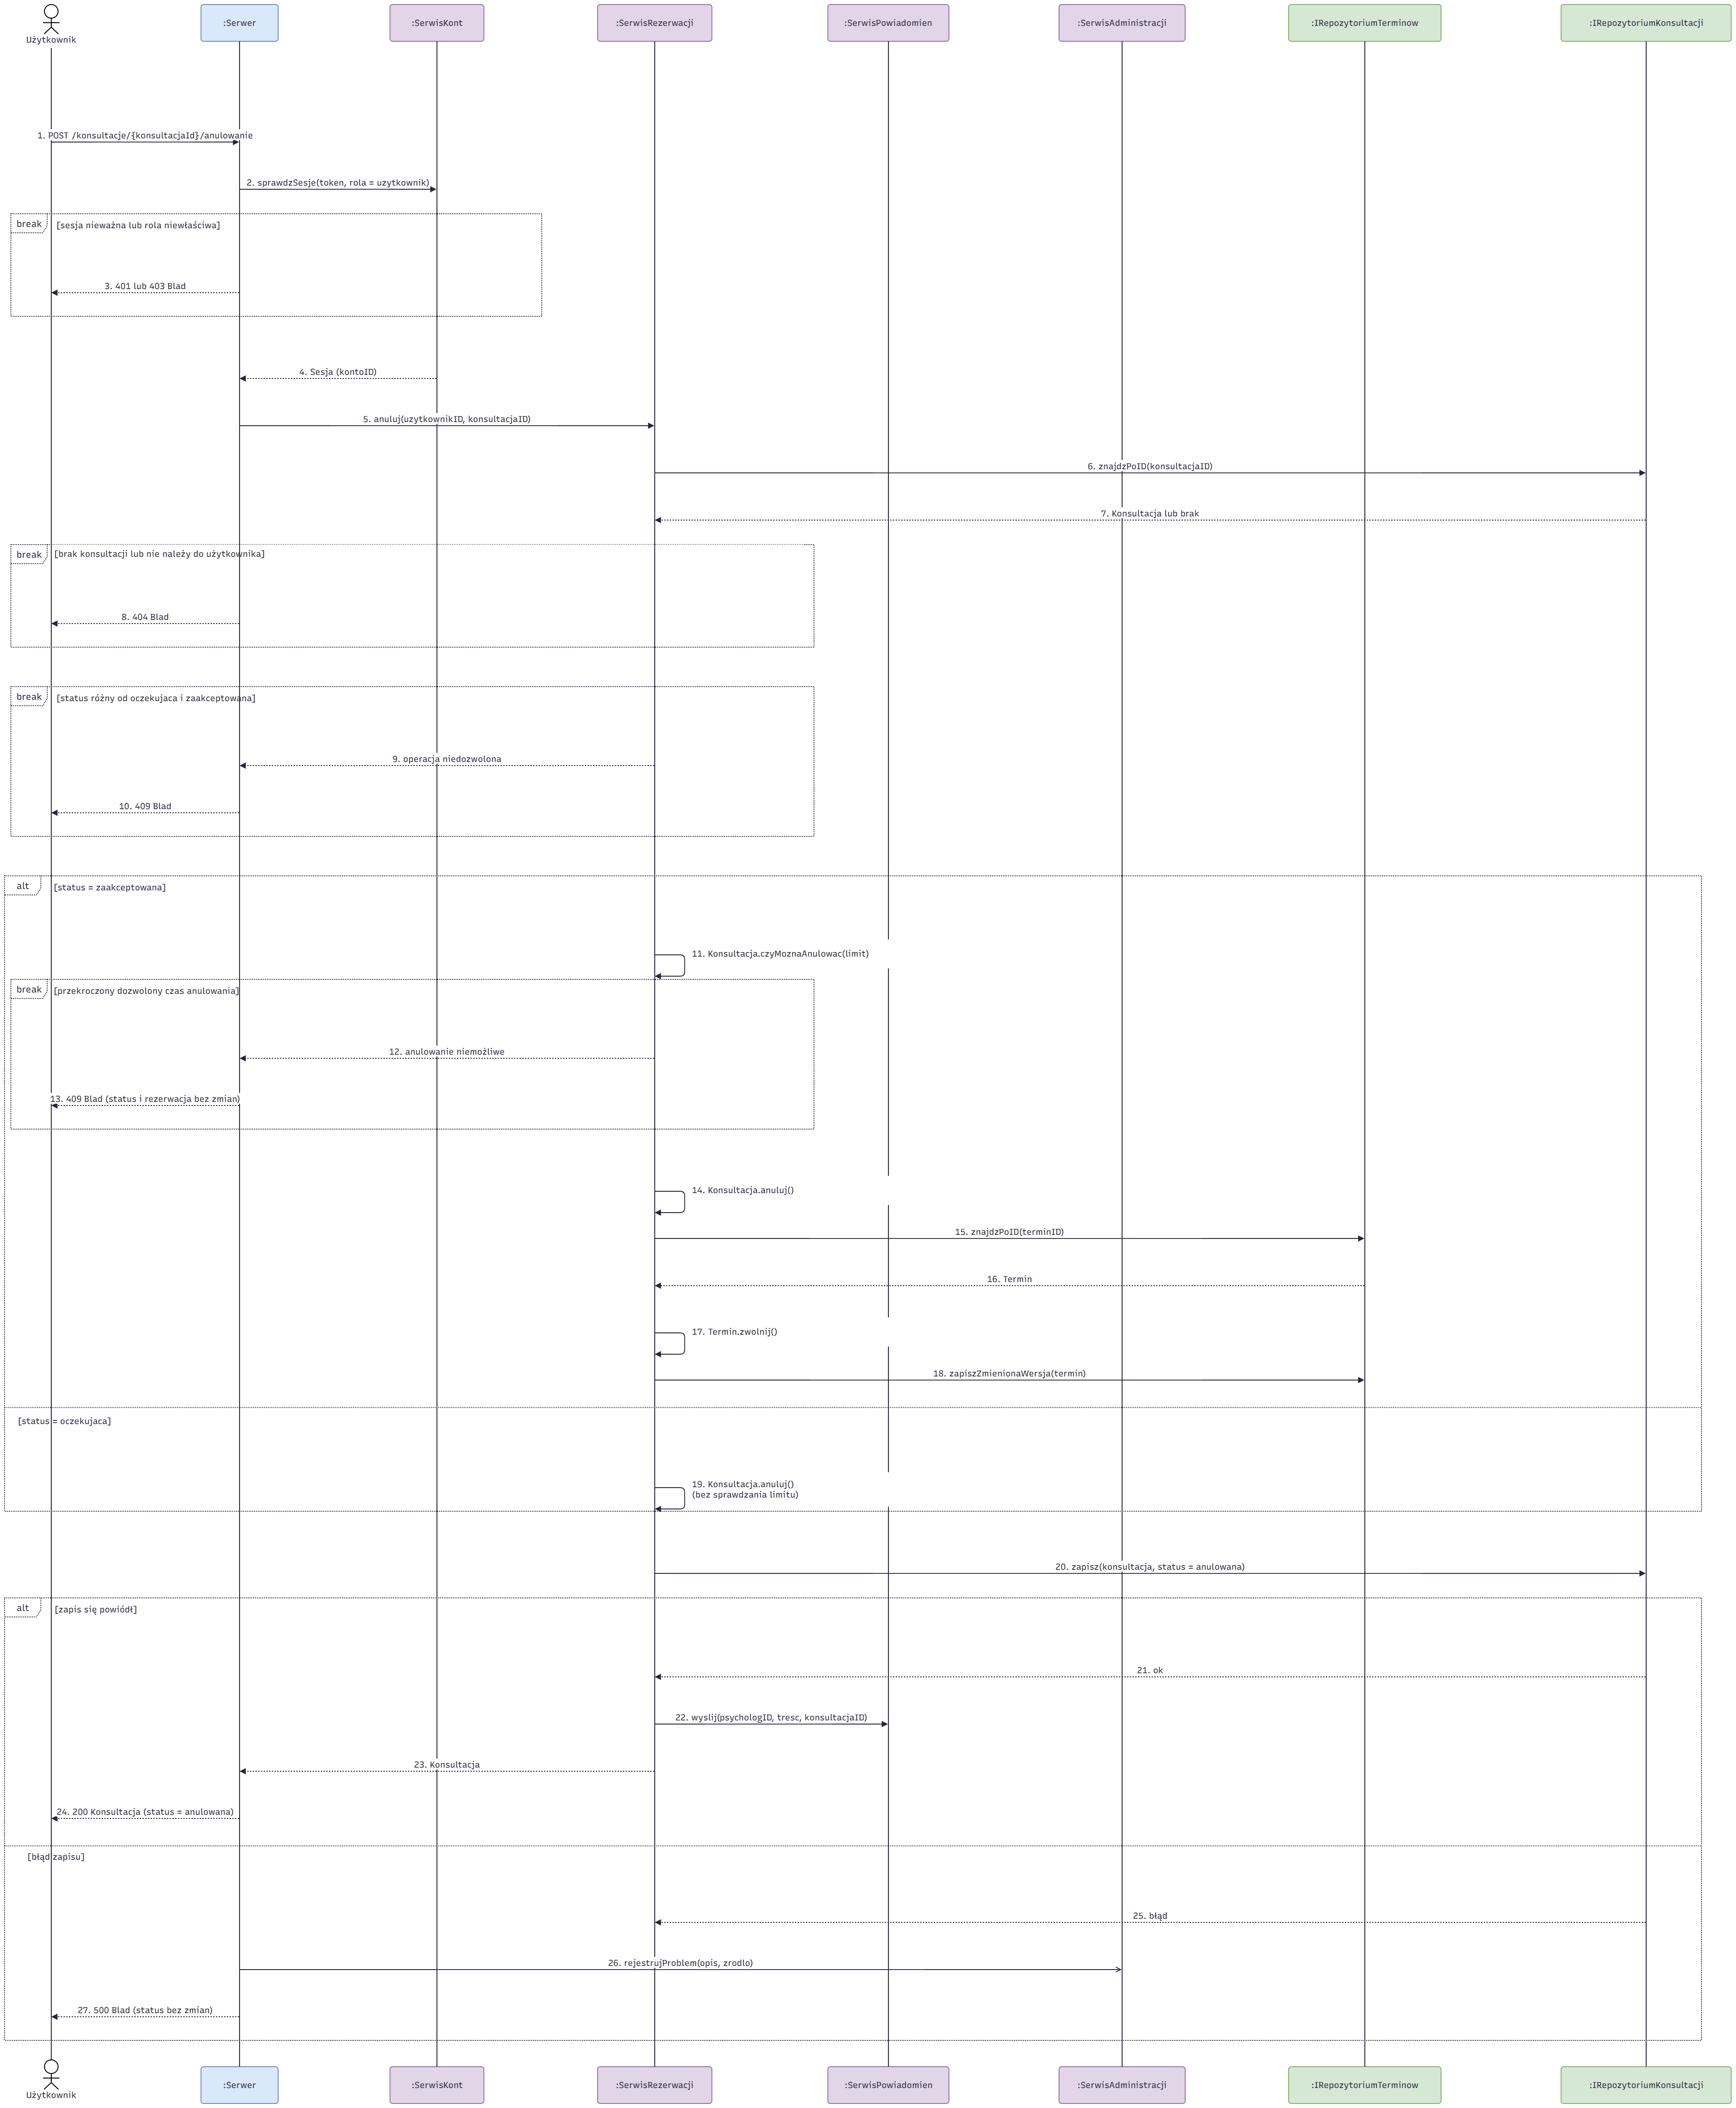 Użytkownik
:Serwer
:SerwisKont
:SerwisRezerwacji
:SerwisPowiadomien
:SerwisAdministracji
:IRepozytoriumTerminow
:IRepozytoriumKonsultacji
1. POST /konsultacje/{konsultacjaId}/anulowanie
2. sprawdzSesje(token, rola = uzytkownik)
break
[sesja nieważna lub rola niewłaściwa]
3. 401 lub 403 Blad
4. Sesja (kontoID)
5. anuluj(uzytkownikID, konsultacjaID)
6. znajdzPoID(konsultacjaID)
7. Konsultacja lub brak
break
[brak konsultacji lub nie należy do użytkownika]
8. 404 Blad
break
[status różny od oczekujaca i zaakceptowana]
9. operacja niedozwolona
10. 409 Blad
alt
[status = zaakceptowana]
11. Konsultacja.czyMoznaAnulowac(limit)
break
[przekroczony dozwolony czas anulowania]
12. anulowanie niemożliwe
13. 409 Blad (status i rezerwacja bez zmian)
14. Konsultacja.anuluj()
15. znajdzPoID(terminID)
16. Termin
17. Termin.zwolnij()
18. zapiszZmienionaWersja(termin)
[status = oczekujaca]
19. Konsultacja.anuluj()
(bez sprawdzania limitu)
20. zapisz(konsultacja, status = anulowana)
alt
[zapis się powiódł]
21. ok
22. wyslij(psychologID, tresc, konsultacjaID)
23. Konsultacja
24. 200 Konsultacja (status = anulowana)
[błąd zapisu]
25. błąd
26. rejestrujProblem(opis, zrodlo)
27. 500 Blad (status bez zmian)
Użytkownik
:Serwer
:SerwisKont
:SerwisRezerwacji
:SerwisPowiadomien
:SerwisAdministracji
:IRepozytoriumTerminow
:IRepozytoriumKonsultacji